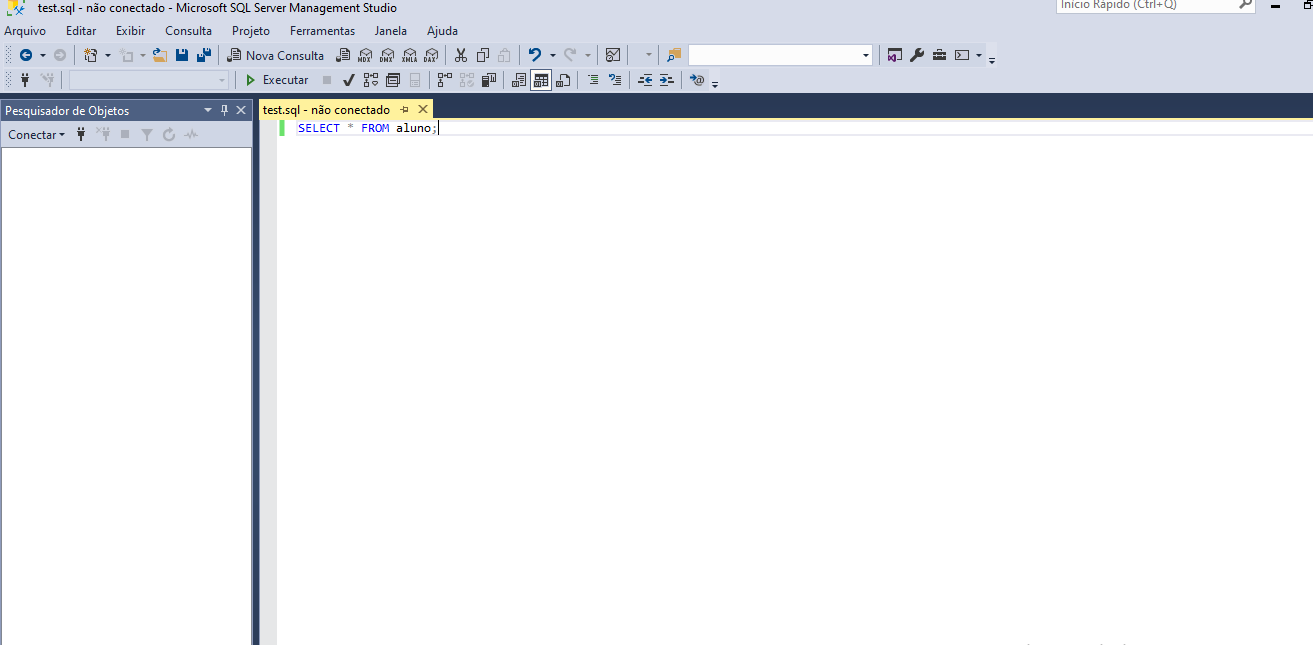 test.sql - não conectado - Microsoft SQL Server Management Studio
Início Rápido (Ctrl+Q)
Arquivo Editar Exibir Consulta Projeto Ferramentas Janela Ajuda
Nova Consulta MDX DMX XMLA DAX
Executar
Pesquisador de Objetos
test.sql - não conectado
Conectar
SELECT * FROM aluno;